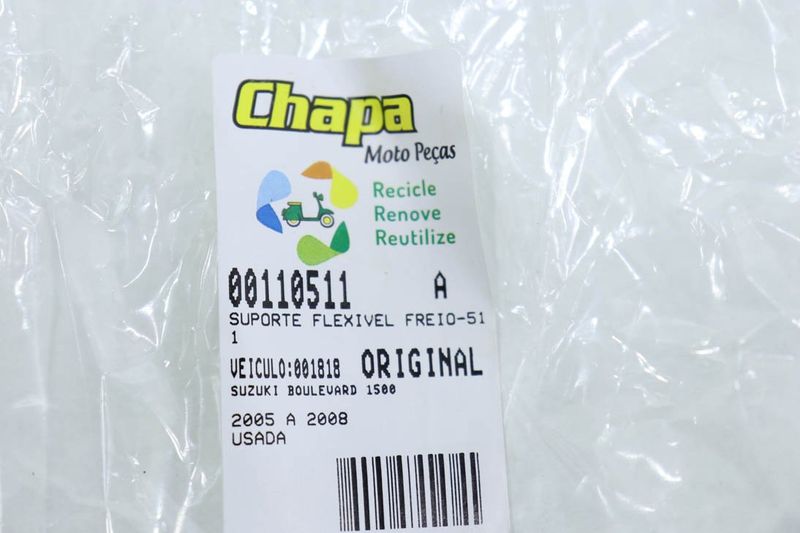 Chapa
Moto Peças
Recicle
Renove
Reutilize
00110511 A
SUPORTE FLEXIVEL FREIO-51
1
VEICULO:001818 ORIGINAL
SUZUKI BOULEVARD 1500
2005 A 2008
USADA